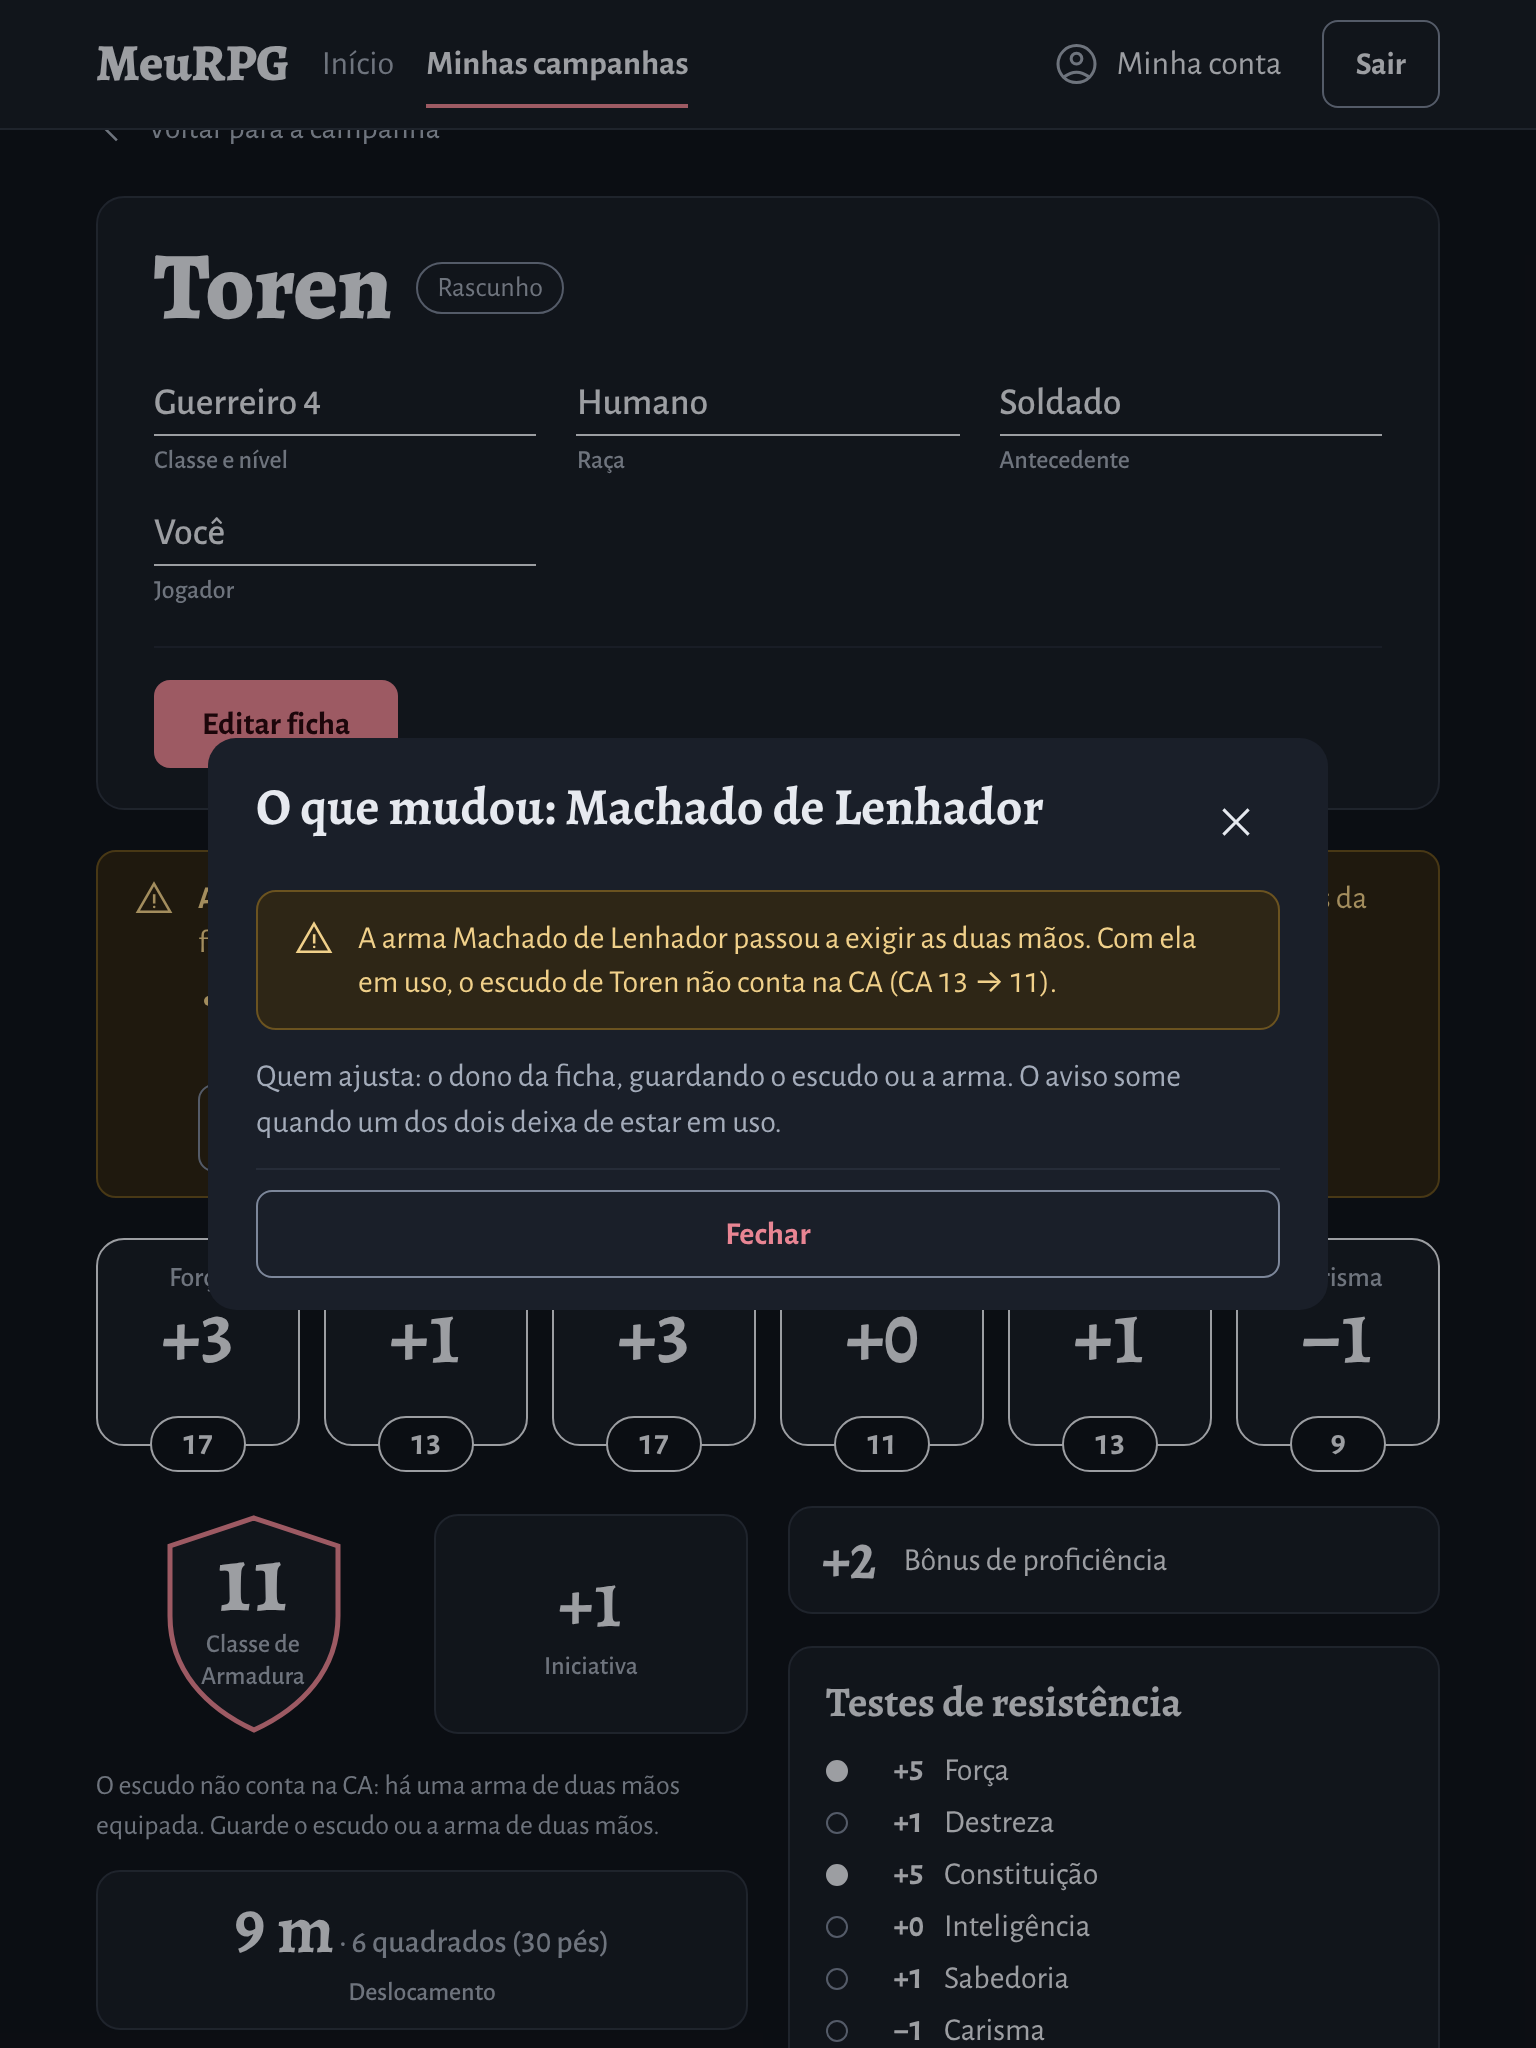 MeuRPG Início Minhas campanhas Minha conta Sair
Voltar para a campanha
Toren Rascunho
Guerreiro 4 Humano Soldado
Classe e nível Raça Antecedente
Você
Jogador
Editar ficha
O que mudou: Machado de Lenhador
A arma Machado de Lenhador passou a exigir as duas mãos. Com ela
em uso, o escudo de Toren não conta na CA (CA 13 → 11).
Quem ajusta: o dono da ficha, guardando o escudo ou a arma. O aviso some
quando um dos dois deixa de estar em uso.
Fechar
da
+3 +1 +3 +0 +1 −1
17 13 17 11 13 9
11
Classe de
Armadura
+1
Iniciativa
O escudo não conta na CA: há uma arma de duas mãos
equipada. Guarde o escudo ou a arma de duas mãos.
9 m · 6 quadrados (30 pés)
Deslocamento
+2 Bônus de proficiência
Testes de resistência
+5 Força
+1 Destreza
+5 Constituição
+0 Inteligência
+1 Sabedoria
−1 Carisma